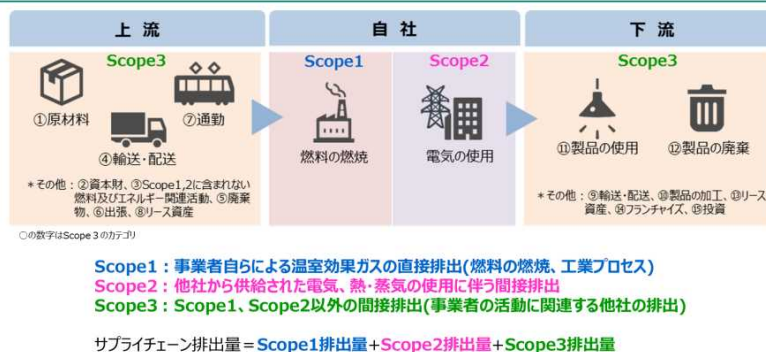 上 流
自 社
下 流
Scope3
Scope1
Scope2
Scope3
①原材料
⑦通勤
④輸送・配送
燃料の燃焼
電気の使用
⑪製品の使用
⑫製品の廃棄
*その他：②資本財、③Scope1,2に含まれない
燃料及びエネルギー関連活動、⑤廃棄
物、⑥出張、⑧リース資産
*その他：⑨輸送・配送、⑩製品の加工、⑬リース
資産、⑭フランチャイズ、⑮投資
○の数字はScope 3 のカテゴリ
Scope1：事業者自らによる温室効果ガスの直接排出(燃料の燃焼、工業プロセス)
Scope2：他社から供給された電気、熱・蒸気の使用に伴う間接排出
Scope3：Scope1、Scope2以外の間接排出(事業者の活動に関連する他社の排出)
サプライチェーン排出量＝Scope1排出量+Scope2排出量+Scope3排出量